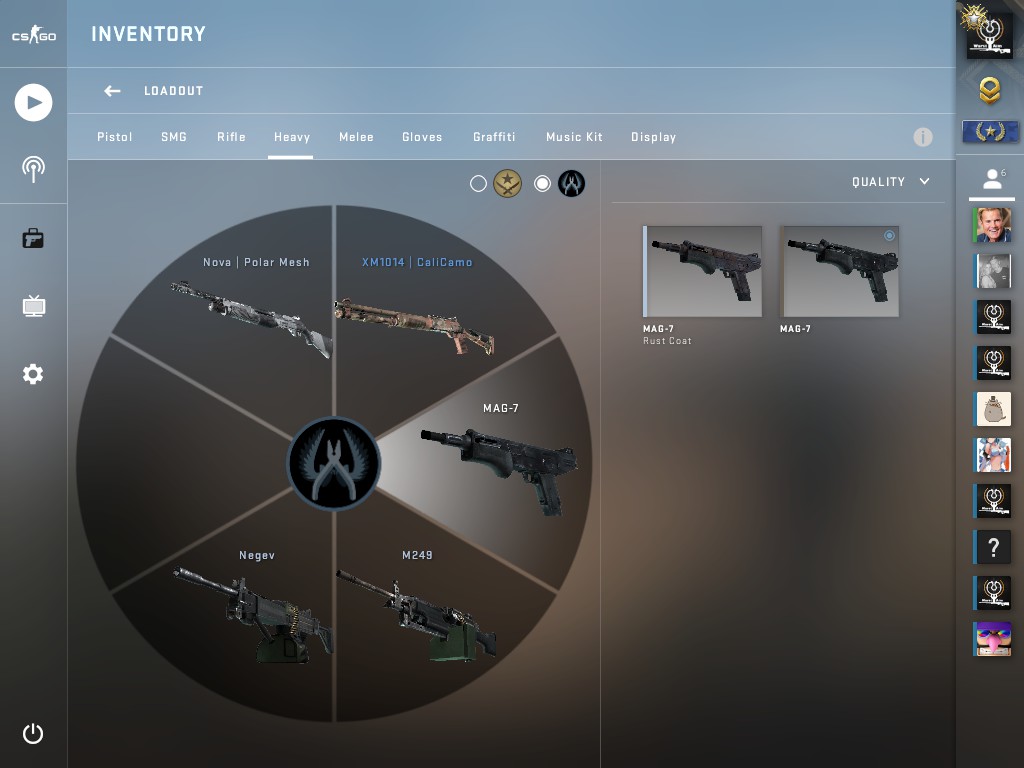 CS GO
INVENTORY
LOADOUT
Pistol SMG Rifle Heavy Melee Gloves Graffiti Music Kit Display
i
QUALITY
6
Nova | Polar Mesh
XM1014 | CaliCamo
MAG-7
Rust Coat
MAG-7
MAG-7
Negev
M249
?